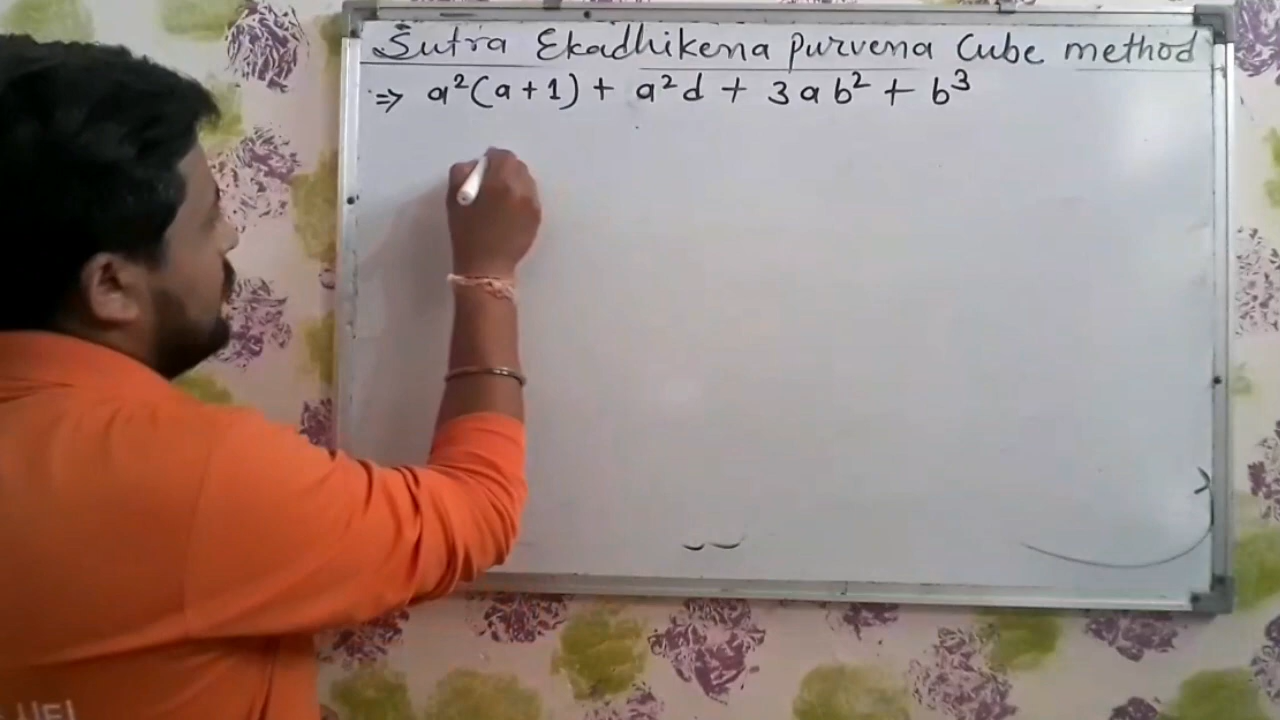 Sutra Ekadhikena purvena Cube method
⇒ a²(a+1) + a²d + 3ab² + b³